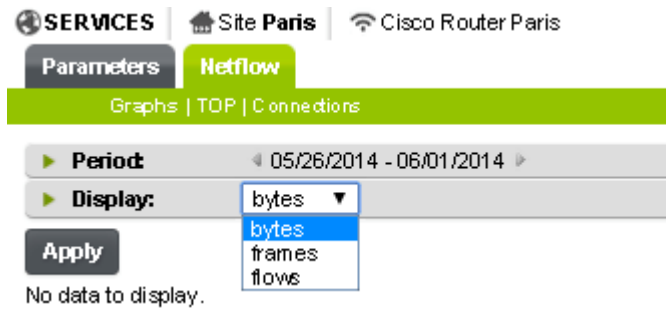 SERVICES Site Paris Cisco Router Paris
Parameters Netflow
Graphs | TOP | Connections
Period: 05/26/2014 - 06/01/2014
Display: bytes
bytes
frames
flows
Apply
No data to display.